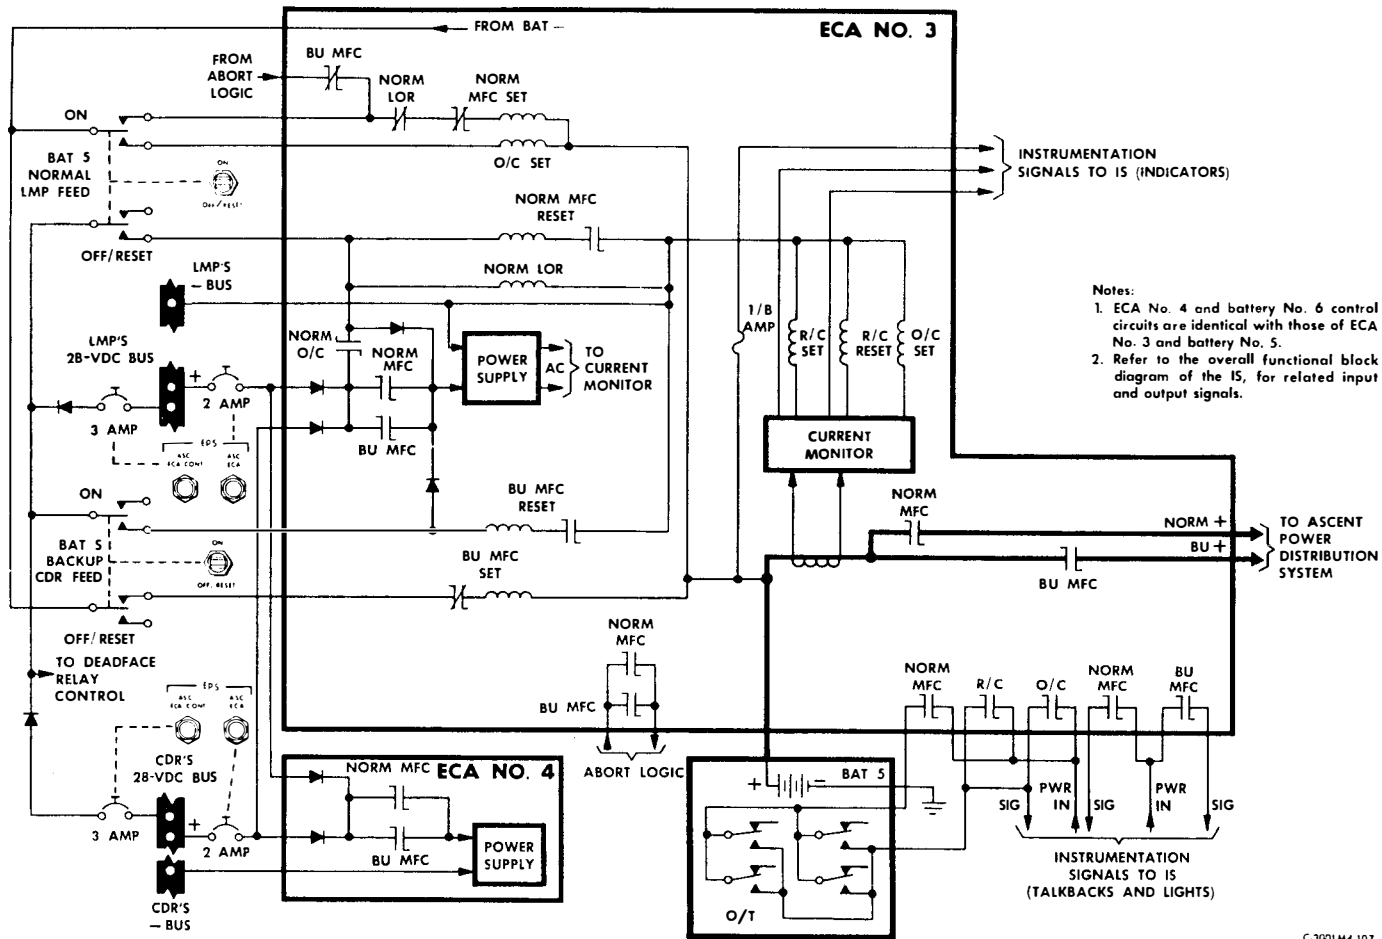 ECA NO. 3
FROM BAT –
FROM
ABORT
LOGIC
BU MFC
NORM
LOR
NORM
MFC SET
ON
O/C SET
BAT 5
NORMAL
LMP FEED
ON
OFF/RESET
OFF/RESET
NORM MFC
RESET
NORM LOR
INSTRUMENTATION
SIGNALS TO IS (INDICATORS)
LMP'S
– BUS
LMP'S
28-VDC BUS
+
2 AMP
3 AMP
EPS
ASC
ECA CONT
ASC
ECA
NORM
O/C
NORM
MFC
BU MFC
POWER
SUPPLY
AC
TO
CURRENT
MONITOR
1/B
AMP
R/C
SET
R/C
RESET
O/C
SET
CURRENT
MONITOR
Notes:
1. ECA No. 4 and battery No. 6 control
circuits are identical with those of ECA
No. 3 and battery No. 5.
2. Refer to the overall functional block
diagram of the IS, for related input
and output signals.
ON
BAT 5
BACKUP
CDR FEED
ON
OFF/RESET
OFF/RESET
BU MFC
RESET
BU MFC
SET
NORM
MFC
NORM +
BU +
BU MFC
TO ASCENT
POWER
DISTRIBUTION
SYSTEM
TO DEADFACE
RELAY
CONTROL
EPS
ASC
ECA CONT
ASC
ECA
CDR'S
28-VDC BUS
3 AMP
+
2 AMP
CDR'S
– BUS
NORM
MFC
BU MFC
ABORT LOGIC
ECA NO. 4
NORM MFC
BU MFC
POWER
SUPPLY
BAT 5
+
–
O/T
NORM
MFC
R/C
O/C
NORM
MFC
BU
MFC
SIG
PWR
IN
SIG
PWR
IN
SIG
INSTRUMENTATION
SIGNALS TO IS
(TALKBACKS AND LIGHTS)